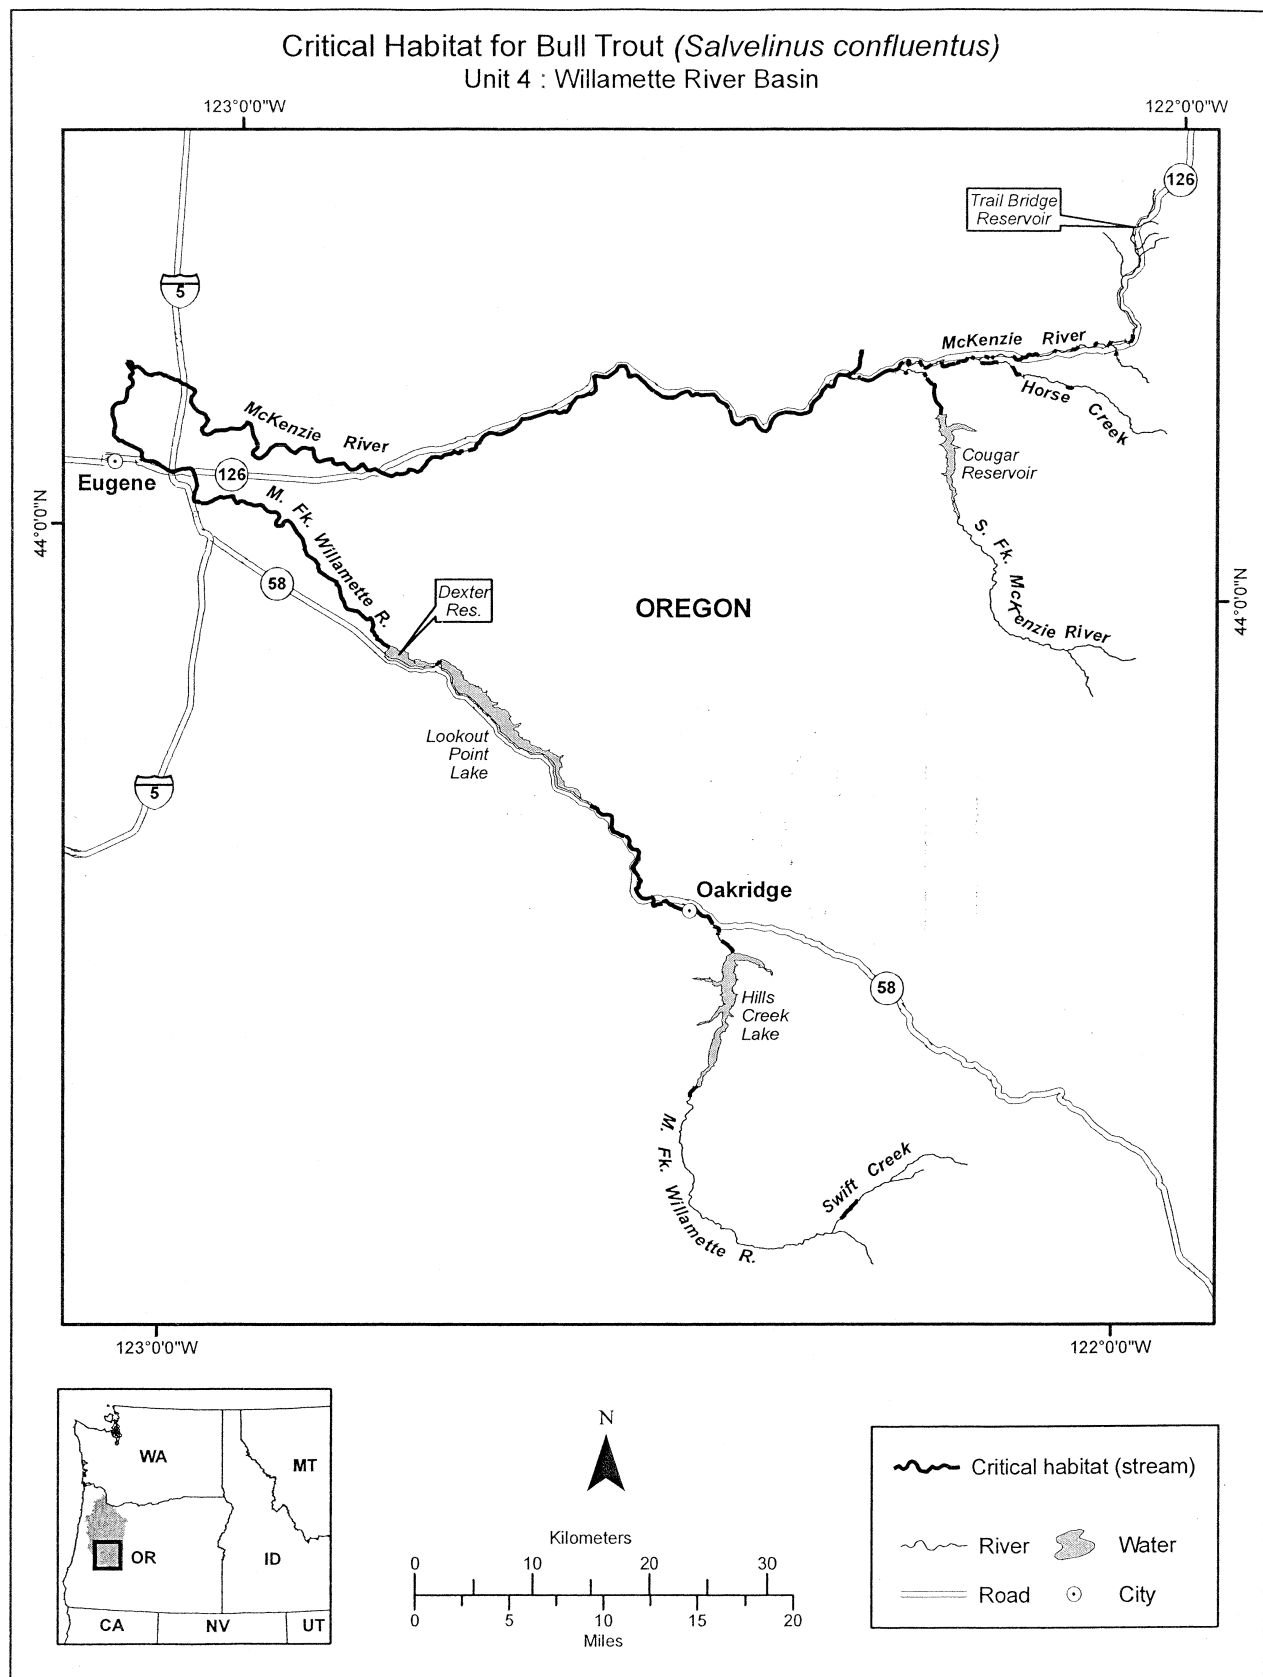 Critical Habitat for Bull Trout (Salvelinus confluentus)
Unit 4 : Willamette River Basin
123°0'0"W
122°0'0"W
126
Trail Bridge
Reservoir
5
McKenzie River
McKenzie River
Horse Creek
Cougar
Reservoir
Eugene
126
M. Fk. Willamette R.
44°0'0"N
S. Fk. McKenzie River
58
Dexter
Res.
OREGON
44°0'0"N
Lookout
Point
Lake
5
Oakridge
58
Hills
Creek
Lake
M. Fk. Willamette R.
Swift Creek
123°0'0"W
122°0'0"W
WA
MT
OR
ID
CA
NV
UT
N
Kilometers
0 10 20 30
0 5 10 15 20
Miles
Critical habitat (stream)
River
Water
Road
City